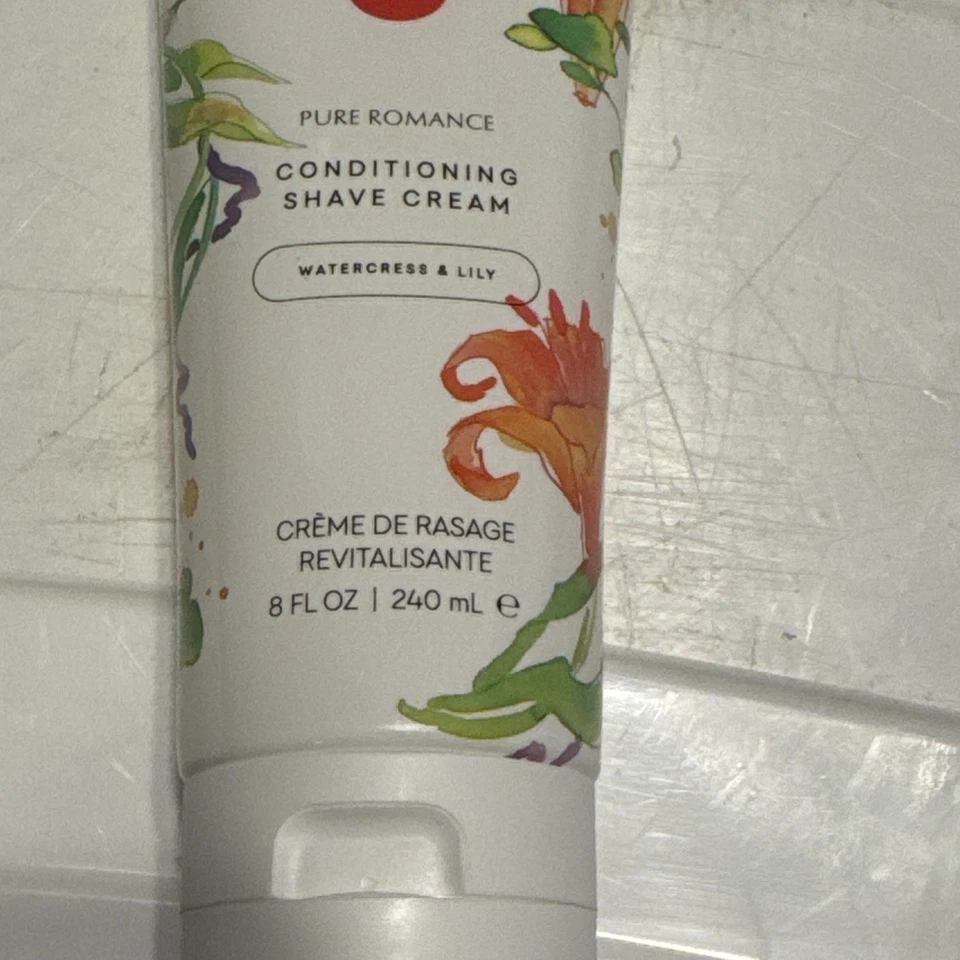 PURE ROMANCE
CONDITIONING
SHAVE CREAM
WATERCRESS & LILY
CRÈME DE RASAGE
REVITALISANTE
8 FL OZ | 240 mL ℮